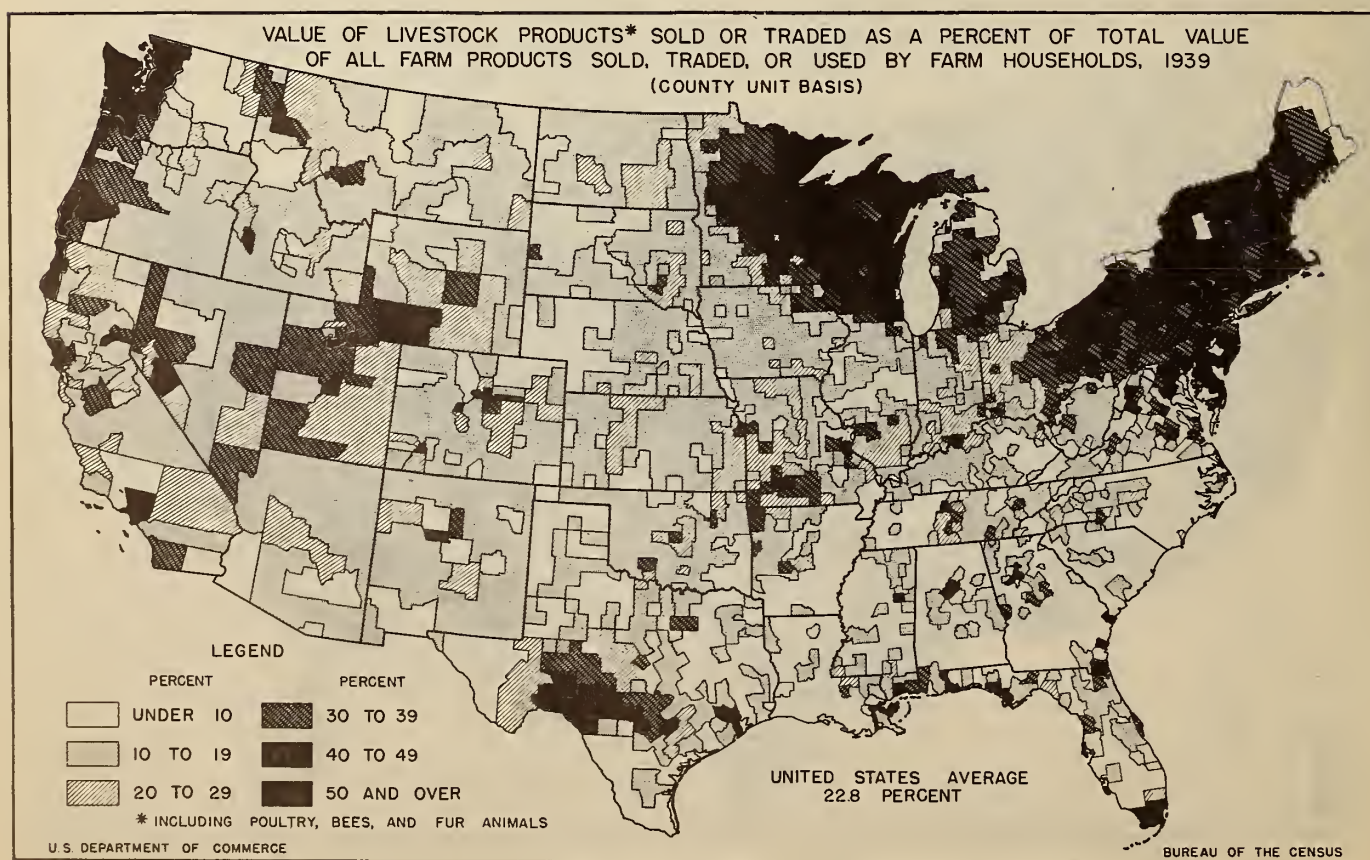 VALUE OF LIVESTOCK PRODUCTS* SOLD OR TRADED AS A PERCENT OF TOTAL VALUE
OF ALL FARM PRODUCTS SOLD, TRADED, OR USED BY FARM HOUSEHOLDS, 1939
(COUNTY UNIT BASIS)
LEGEND
PERCENT
UNDER 10
10 TO 19
20 TO 29
PERCENT
30 TO 39
40 TO 49
50 AND OVER
* INCLUDING POULTRY, BEES, AND FUR ANIMALS
UNITED STATES AVERAGE
22.8 PERCENT
U.S. DEPARTMENT OF COMMERCE
BUREAU OF THE CENSUS